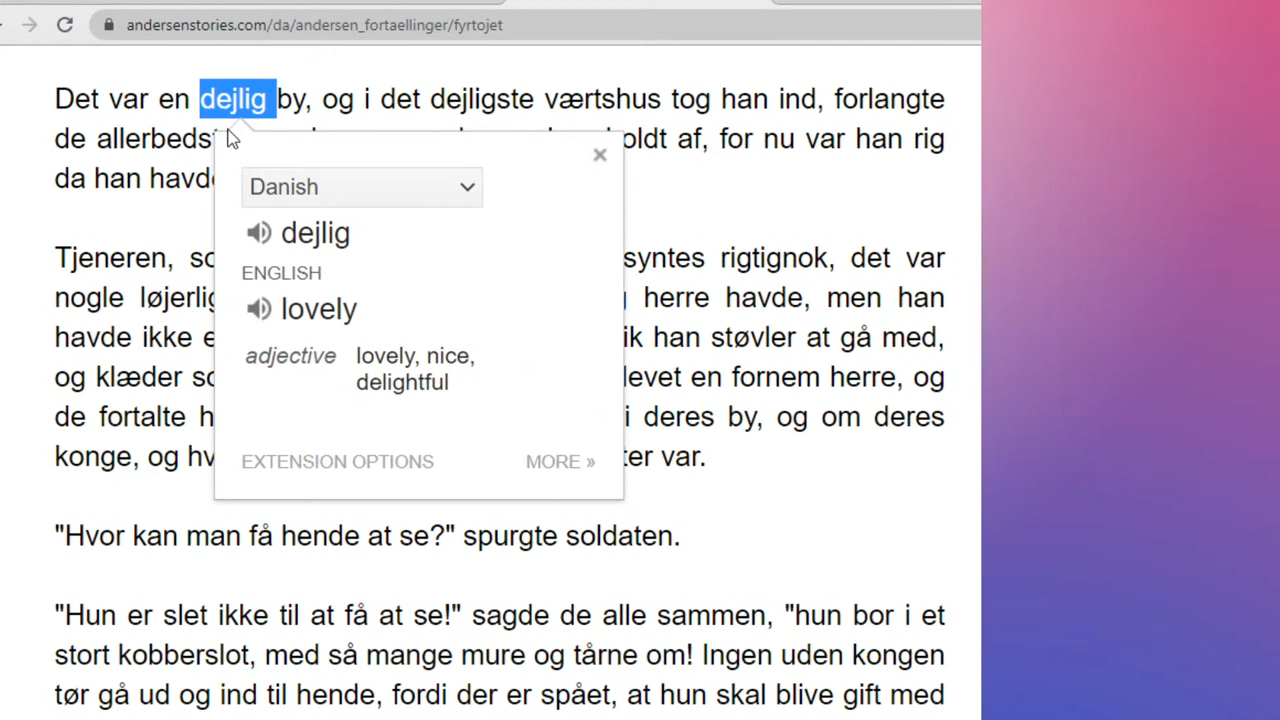 andersenstories.com/da/andersen_fortaellinger/fyrtojet
Det var en dejlig by, og i det dejligste værtshus tog han ind, forlangte
de allerbedst oldt af, for nu var han rig
da han havde
Tjeneren, so syntes rigtignok, det var
nogle løjerlig herre havde, men han
havde ikke e ik han støvler at gå med,
og klæder so levet en fornem herre, og
de fortalte h i deres by, og om deres
konge, og hv ter var.
Danish
dejlig
ENGLISH
lovely
adjective lovely, nice,
delightful
EXTENSION OPTIONS MORE »
"Hvor kan man få hende at se?" spurgte soldaten.
"Hun er slet ikke til at få at se!" sagde de alle sammen, "hun bor i et
stort kobberslot, med så mange mure og tårne om! Ingen uden kongen
tør gå ud og ind til hende, fordi der er spået, at hun skal blive gift med